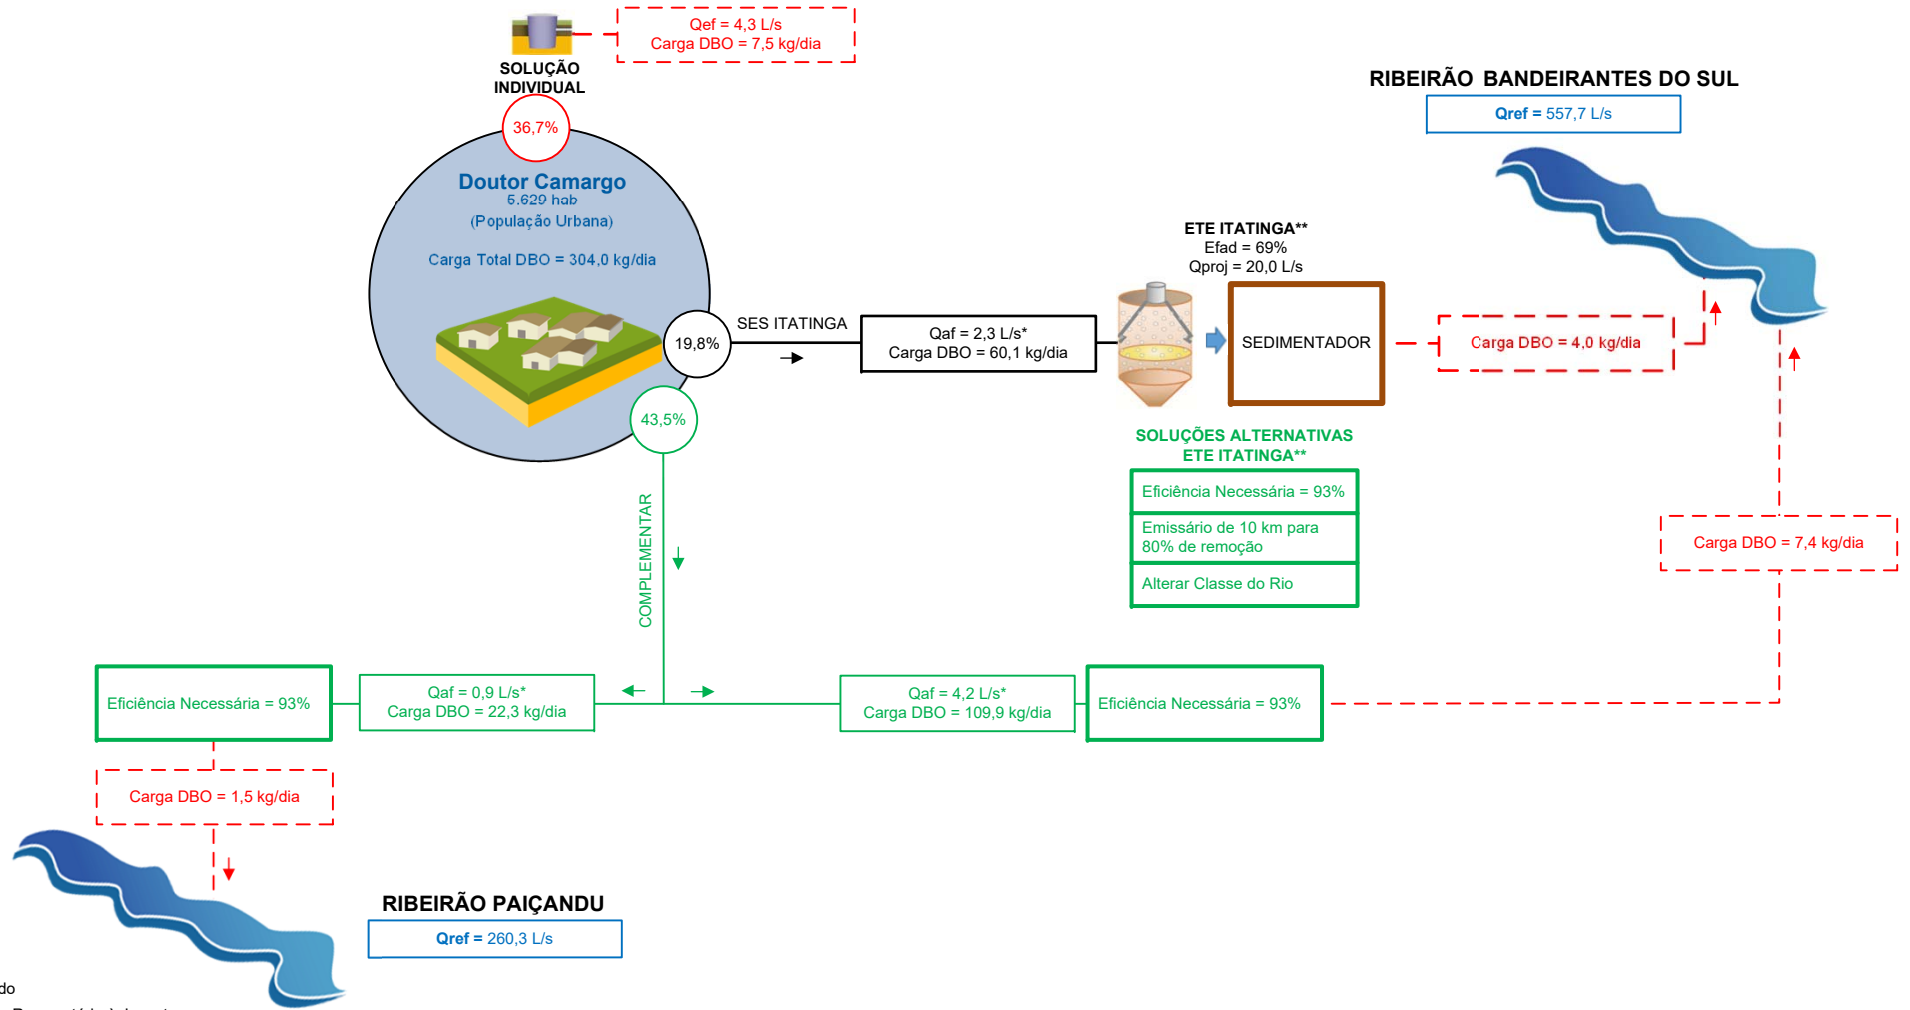 Qef = 4,3 L/s
Carga DBO = 7,5 kg/dia
SOLUÇÃO
INDIVIDUAL
36,7%
Doutor Camargo
5.629 hab
(População Urbana)
Carga Total DBO = 304,0 kg/dia
19,8%
43,5%
SES ITATINGA
Qaf = 2,3 L/s*
Carga DBO = 60,1 kg/dia
ETE ITATINGA**
Efad = 69%
Qproj = 20,0 L/s
SEDIMENTADOR
Carga DBO = 4,0 kg/dia
RIBEIRÃO BANDEIRANTES DO SUL
Qref = 557,7 L/s
SOLUÇÕES ALTERNATIVAS
ETE ITATINGA**
Eficiência Necessária = 93%
Emissário de 10 km para
80% de remoção
Alterar Classe do Rio
Carga DBO = 7,4 kg/dia
COMPLEMENTAR
Eficiência Necessária = 93%
Qaf = 0,9 L/s*
Carga DBO = 22,3 kg/dia
Qaf = 4,2 L/s*
Carga DBO = 109,9 kg/dia
Eficiência Necessária = 93%
Carga DBO = 1,5 kg/dia
RIBEIRÃO PAIÇANDU
Qref = 260,3 L/s
do